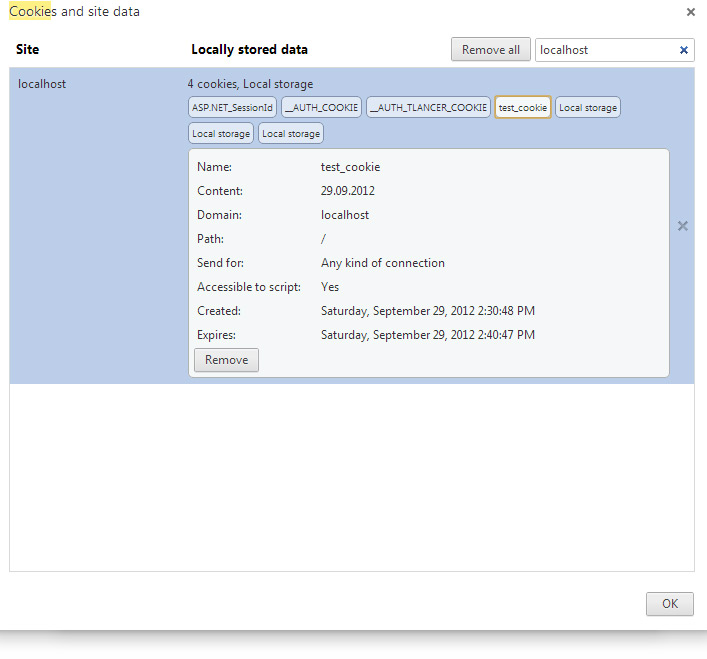 Cookies and site data
Site Locally stored data Remove all localhost
localhost 4 cookies, Local storage
ASP.NET_SessionId __AUTH_COOKIE __AUTH_TLANCER_COOKIE test_cookie Local storage
Local storage Local storage
Name: test_cookie
Content: 29.09.2012
Domain: localhost
Path: /
Send for: Any kind of connection
Accessible to script: Yes
Created: Saturday, September 29, 2012 2:30:48 PM
Expires: Saturday, September 29, 2012 2:40:47 PM
Remove
OK